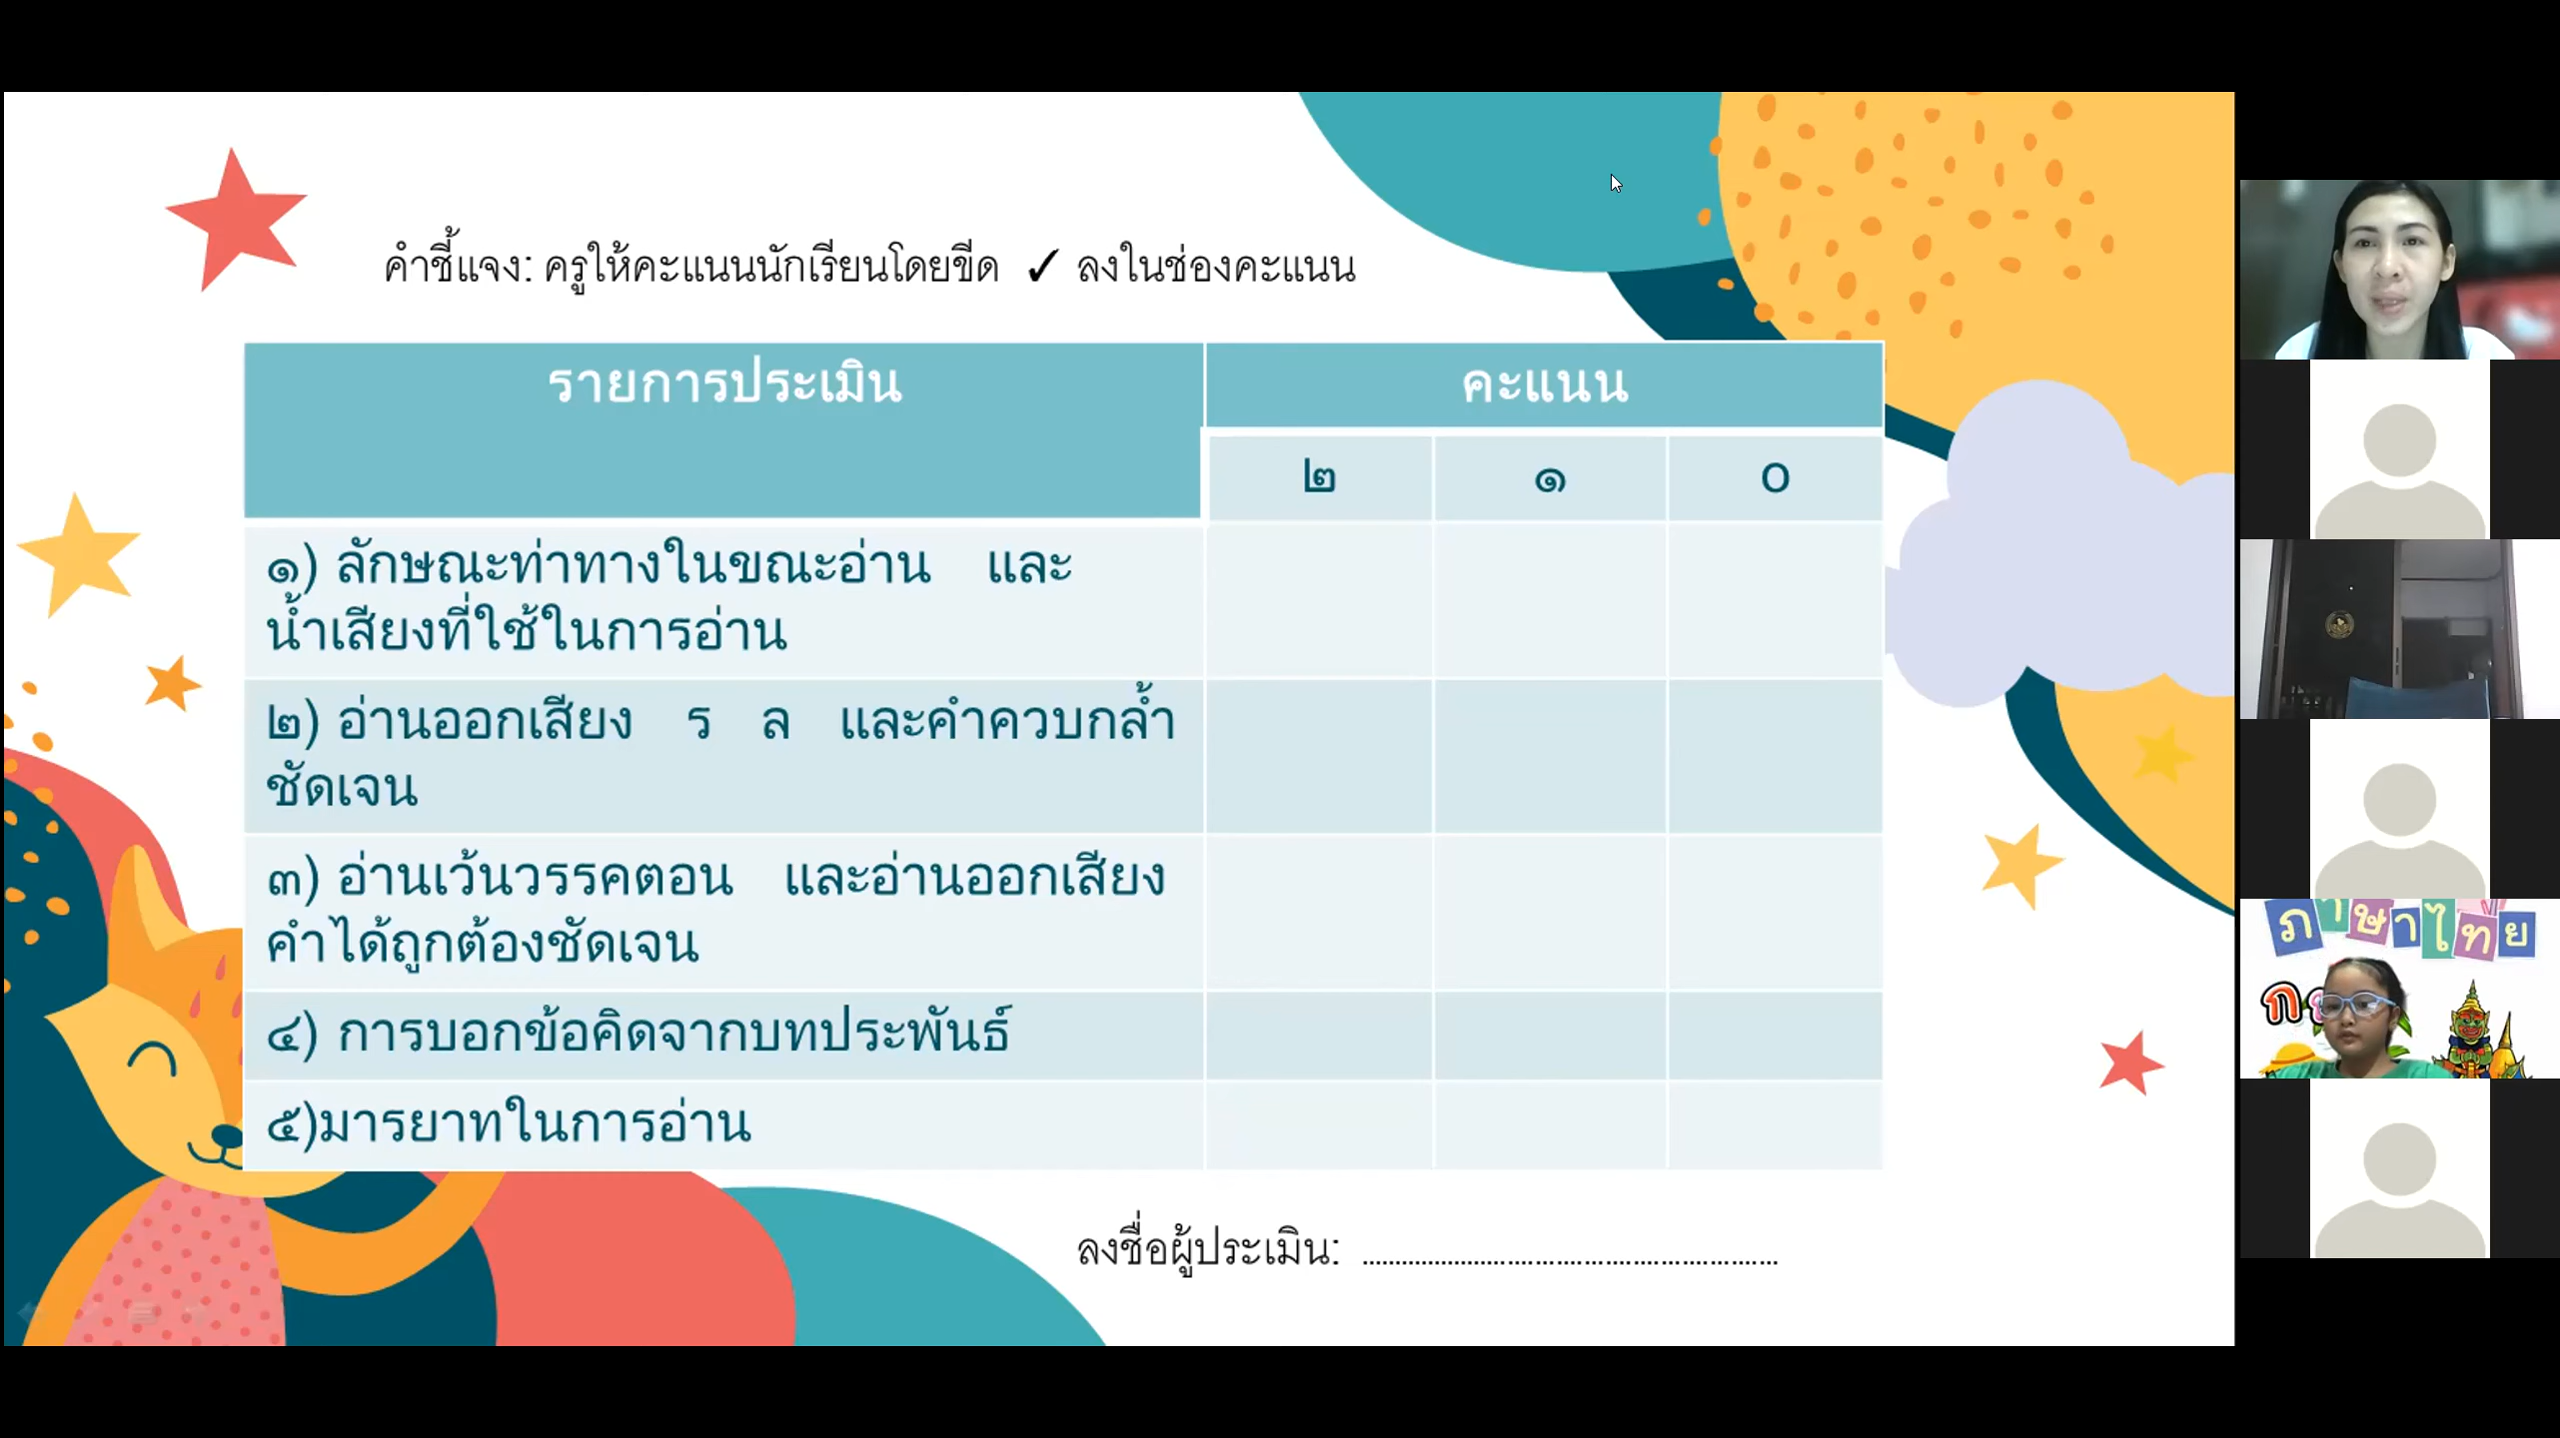 คำชี้แจง: ครูให้คะแนนนักเรียนโดยขีด ✓ ลงในช่องคะแนน
รายการประเมิน คะแนน
๒ ๑ ๐
๑) ลักษณะท่าทางในขณะอ่าน และ
น้ำเสียงที่ใช้ในการอ่าน
๒) อ่านออกเสียง ร ล และคำควบกล้ำ
ชัดเจน
๓) อ่านเว้นวรรคตอน และอ่านออกเสียง
คำได้ถูกต้องชัดเจน
๔) การบอกข้อคิดจากบทประพันธ์
๕)มารยาทในการอ่าน
ลงชื่อผู้ประเมิน: ............................................................
ภาษาไทย
ก